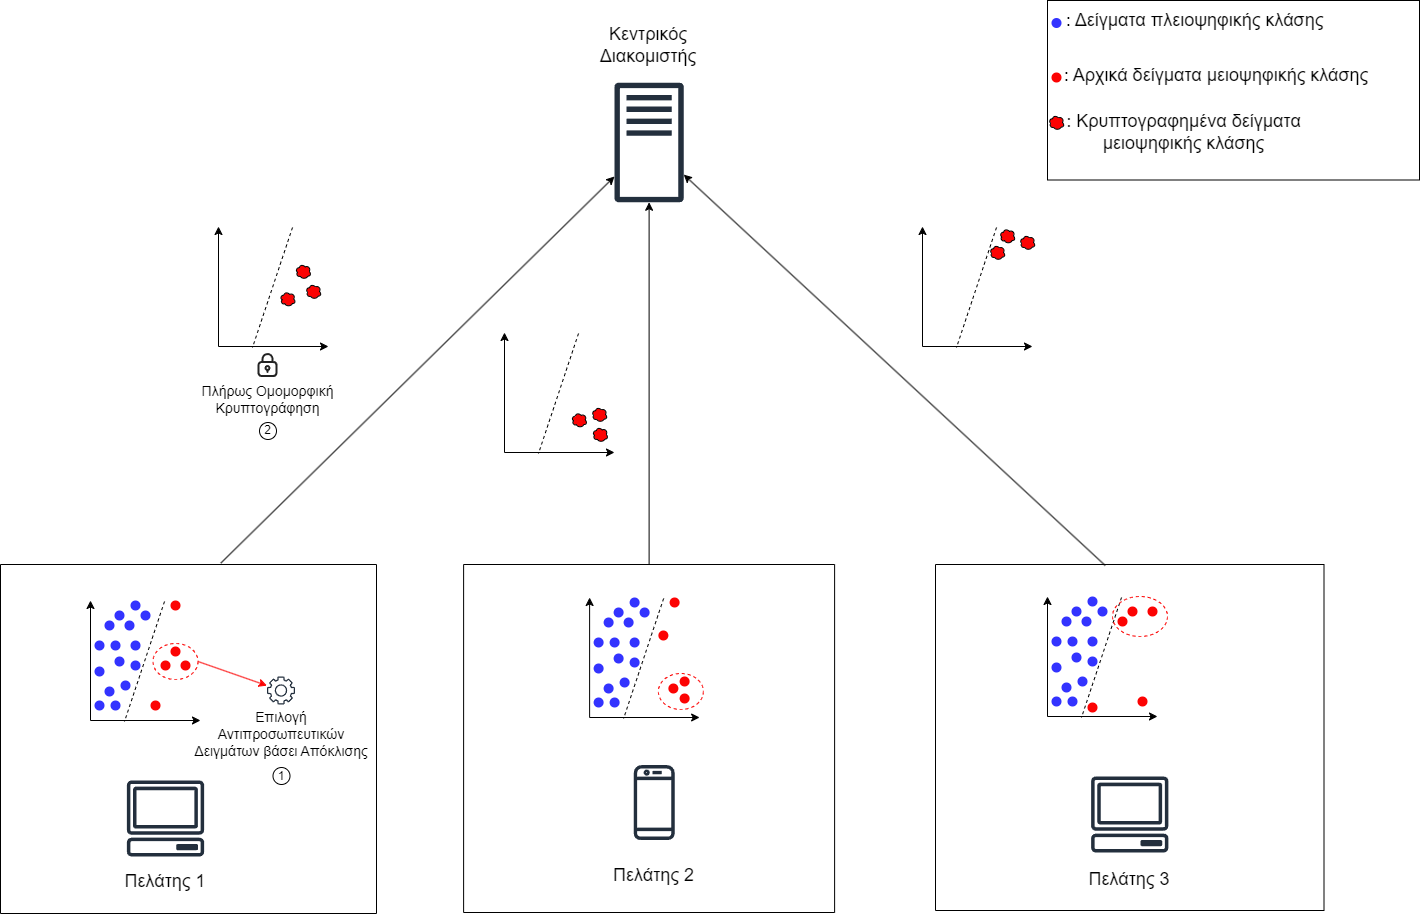 Κεντρικός
Διακομιστής
: Δείγματα πλειοψηφικής κλάσης
: Αρχικά δείγματα μειοψηφικής κλάσης
: Κρυπτογραφημένα δείγματα
μειοψηφικής κλάσης
Πλήρως Ομομορφική
Κρυπτογράφηση
2
Επιλογή
Αντιπροσωπευτικών
Δειγμάτων βάσει Απόκλισης
1
Πελάτης 1
Πελάτης 2
Πελάτης 3